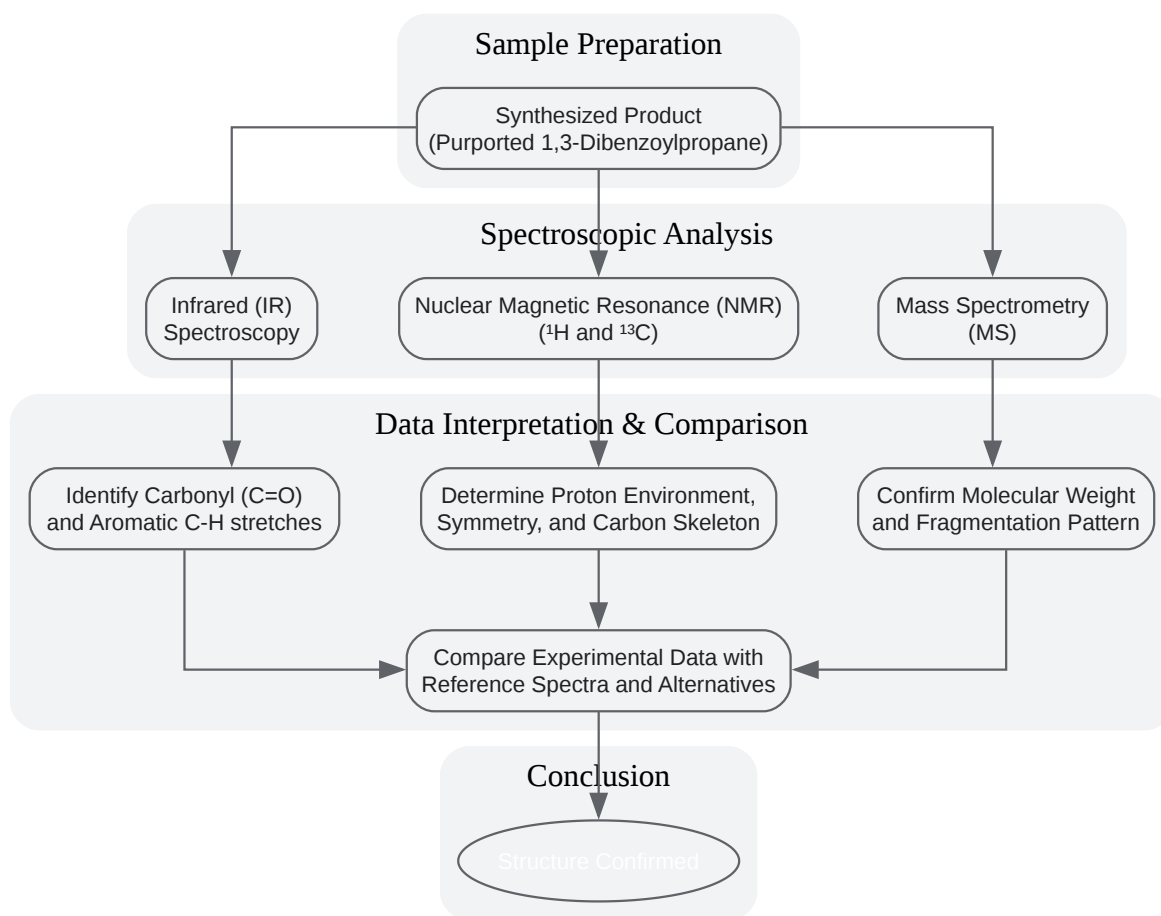 Sample Preparation
Synthesized Product
(Purported 1,3-Dibenzoylpropane)
Spectroscopic Analysis
Infrared (IR)
Spectroscopy
Nuclear Magnetic Resonance (NMR)
(¹H and ¹³C)
Mass Spectrometry
(MS)
Data Interpretation & Comparison
Identify Carbonyl (C=O)
and Aromatic C-H stretches
Determine Proton Environment,
Symmetry, and Carbon Skeleton
Confirm Molecular Weight
and Fragmentation Pattern
Compare Experimental Data with
Reference Spectra and Alternatives
Conclusion
Structure Confirmed